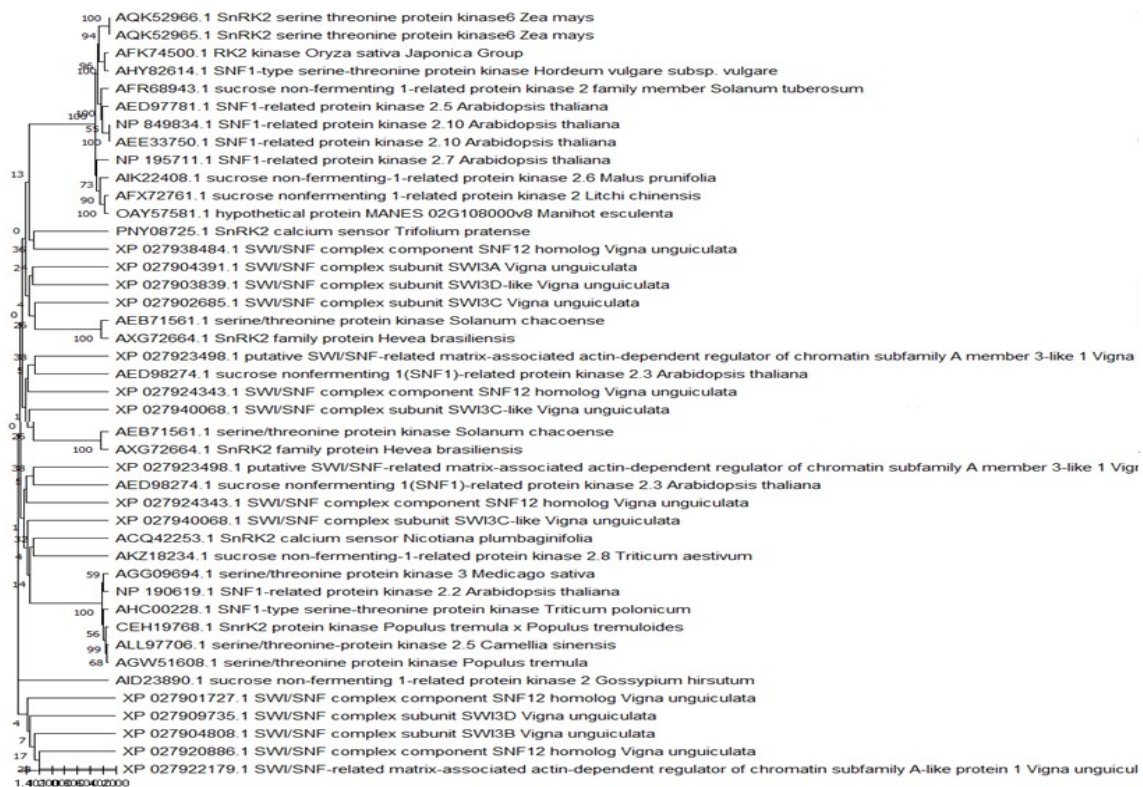 AQK52966.1 SnRK2 serine threonine protein kinase6 Zea mays
AQK52965.1 SnRK2 serine threonine protein kinase6 Zea mays
AFK74500.1 RK2 kinase Oryza sativa Japonica Group
AHY82614.1 SNF1-type serine-threonine protein kinase Hordeum vulgare subsp. vulgare
AFR68943.1 sucrose non-fermenting 1-related protein kinase 2 family member Solanum tuberosum
AED97781.1 SNF1-related protein kinase 2.5 Arabidopsis thaliana
NP 849834.1 SNF1-related protein kinase 2.10 Arabidopsis thaliana
AEE33750.1 SNF1-related protein kinase 2.10 Arabidopsis thaliana
NP 195711.1 SNF1-related protein kinase 2.7 Arabidopsis thaliana
AIK22408.1 sucrose non-fermenting-1-related protein kinase 2.6 Malus prunifolia
AFX72761.1 sucrose nonfermenting 1-related protein kinase 2 Litchi chinensis
OAY57581.1 hypothetical protein MANES 02G108000v8 Manihot esculenta
PNY08725.1 SnRK2 calcium sensor Trifolium pratense
XP 027938484.1 SWI/SNF complex component SNF12 homolog Vigna unguiculata
XP 027904391.1 SWI/SNF complex subunit SWI3A Vigna unguiculata
XP 027903839.1 SWI/SNF complex subunit SWI3D-like Vigna unguiculata
XP 027902685.1 SWI/SNF complex subunit SWI3C Vigna unguiculata
AEB71561.1 serine/threonine protein kinase Solanum chacoense
AXG72664.1 SnRK2 family protein Hevea brasiliensis
XP 027923498.1 putative SWI/SNF-related matrix-associated actin-dependent regulator of chromatin subfamily A member 3-like 1 Vigna
AED98274.1 sucrose nonfermenting 1(SNF1)-related protein kinase 2.3 Arabidopsis thaliana
XP 027924343.1 SWI/SNF complex component SNF12 homolog Vigna unguiculata
XP 027940068.1 SWI/SNF complex subunit SWI3C-like Vigna unguiculata
AEB71561.1 serine/threonine protein kinase Solanum chacoense
AXG72664.1 SnRK2 family protein Hevea brasiliensis
XP 027923498.1 putative SWI/SNF-related matrix-associated actin-dependent regulator of chromatin subfamily A member 3-like 1 Vig
AED98274.1 sucrose nonfermenting 1(SNF1)-related protein kinase 2.3 Arabidopsis thaliana
XP 027924343.1 SWI/SNF complex component SNF12 homolog Vigna unguiculata
XP 027940068.1 SWI/SNF complex subunit SWI3C-like Vigna unguiculata
ACQ42253.1 SnRK2 calcium sensor Nicotiana plumbaginifolia
AKZ18234.1 sucrose non-fermenting-1-related protein kinase 2.8 Triticum aestivum
AGG09694.1 serine/threonine protein kinase 3 Medicago sativa
NP 190619.1 SNF1-related protein kinase 2.2 Arabidopsis thaliana
AHC00228.1 SNF1-type serine-threonine protein kinase Triticum polonicum
CEH19768.1 SnrK2 protein kinase Populus tremula x Populus tremuloides
ALL97706.1 serine/threonine-protein kinase 2.5 Camellia sinensis
AGW51608.1 serine/threonine protein kinase Populus tremula
AID23890.1 sucrose non-fermenting 1-related protein kinase 2 Gossypium hirsutum
XP 027901727.1 SWI/SNF complex component SNF12 homolog Vigna unguiculata
XP 027909735.1 SWI/SNF complex subunit SWI3D Vigna unguiculata
XP 027904808.1 SWI/SNF complex subunit SWI3B Vigna unguiculata
XP 027920886.1 SWI/SNF complex component SNF12 homolog Vigna unguiculata
XP 027922179.1 SWI/SNF-related matrix-associated actin-dependent regulator of chromatin subfamily A-like protein 1 Vigna unguicul
100
94
100
55
100
13
73
90
100
0
36
24
4
0
26
100
38
5
1
0
26
100
38
5
1
32
4
14
59
100
56
99
68
4
7
17